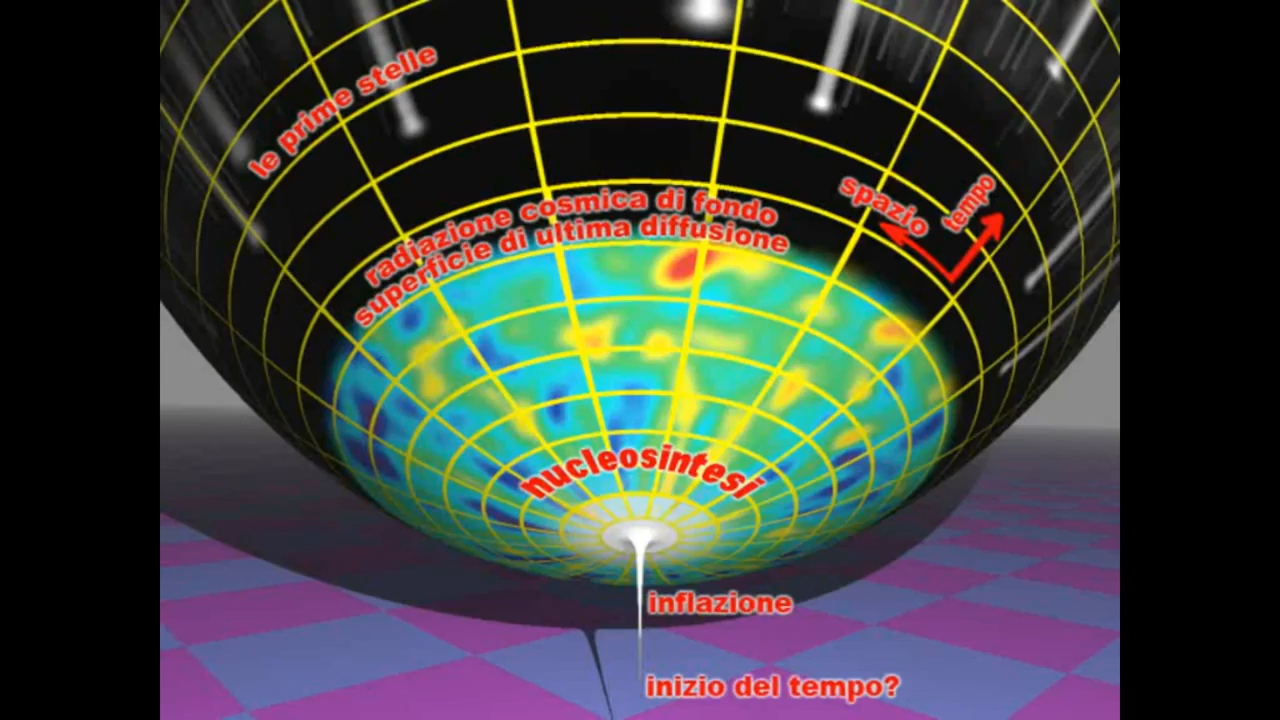 le prime stelle
spazio
tempo
radiazione cosmica di fondo
superficie di ultima diffusione
nucleosintesi
inflazione
inizio del tempo?